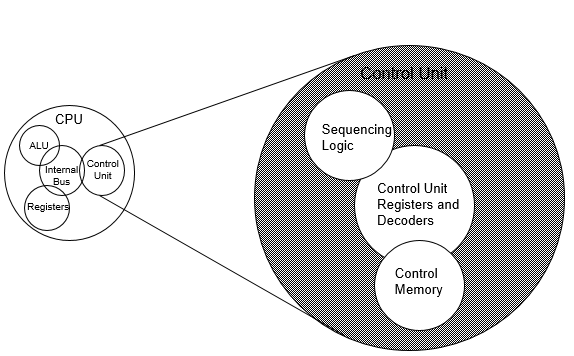 CPU
ALU
Internal
Bus
Control
Unit
Registers
Control Unit
Sequencing
Logic
Control Unit
Registers and
Decoders
Control
Memory